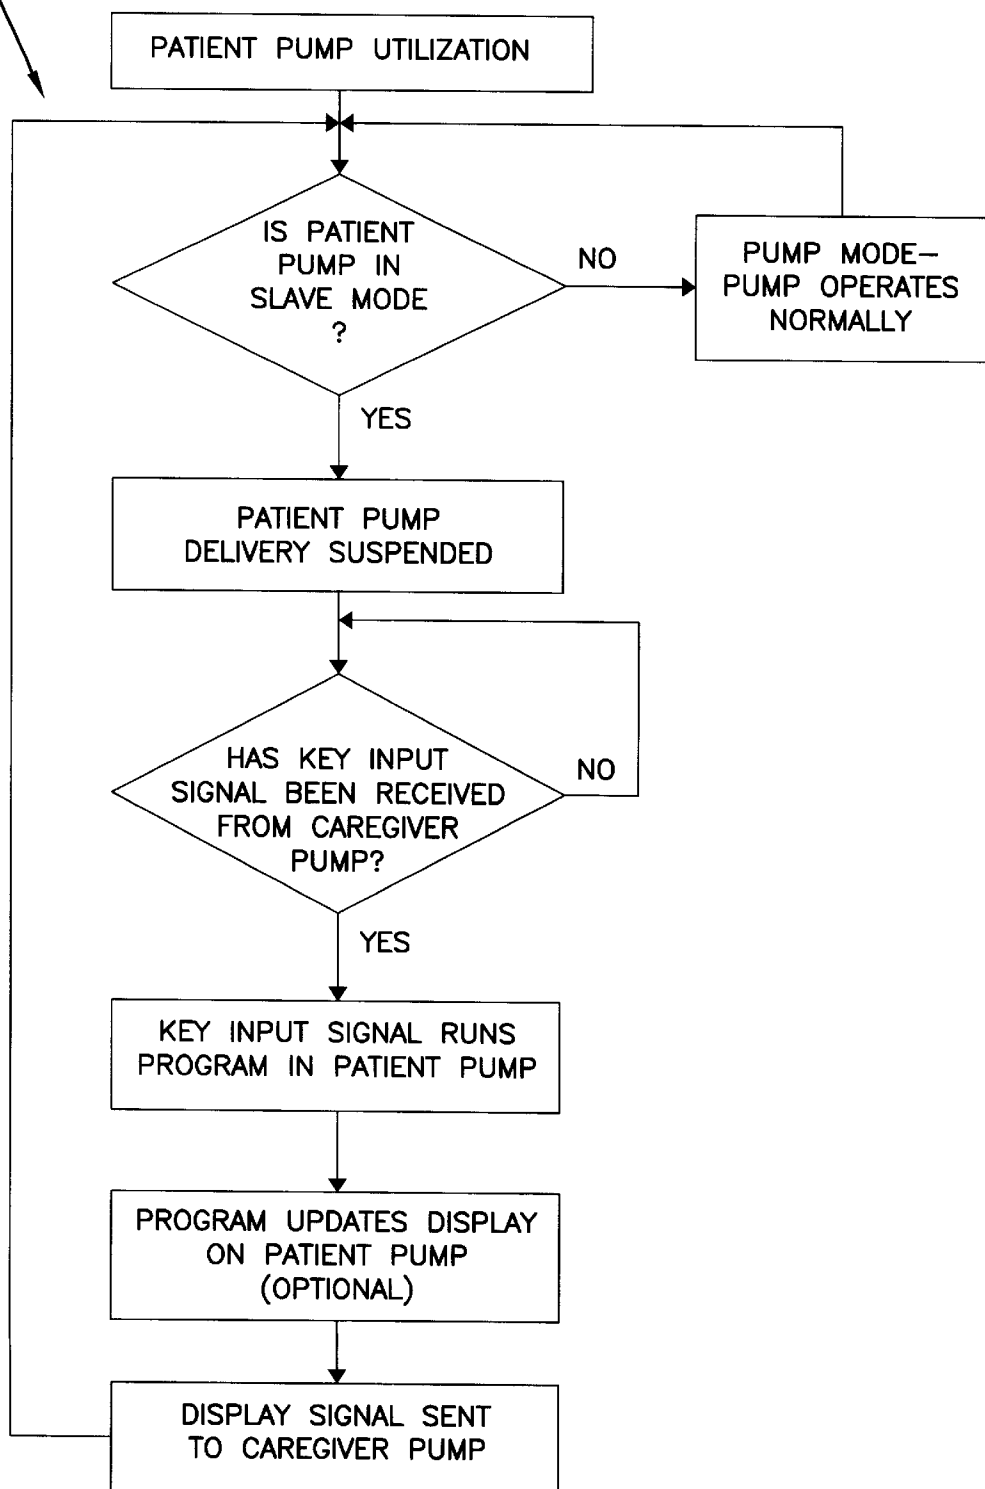 PATIENT PUMP UTILIZATION
IS PATIENT
PUMP IN
SLAVE MODE
?
NO
PUMP MODE—
PUMP OPERATES
NORMALLY
YES
PATIENT PUMP
DELIVERY SUSPENDED
HAS KEY INPUT
SIGNAL BEEN RECEIVED
FROM CAREGIVER
PUMP?
NO
YES
KEY INPUT SIGNAL RUNS
PROGRAM IN PATIENT PUMP
PROGRAM UPDATES DISPLAY
ON PATIENT PUMP
(OPTIONAL)
DISPLAY SIGNAL SENT
TO CAREGIVER PUMP